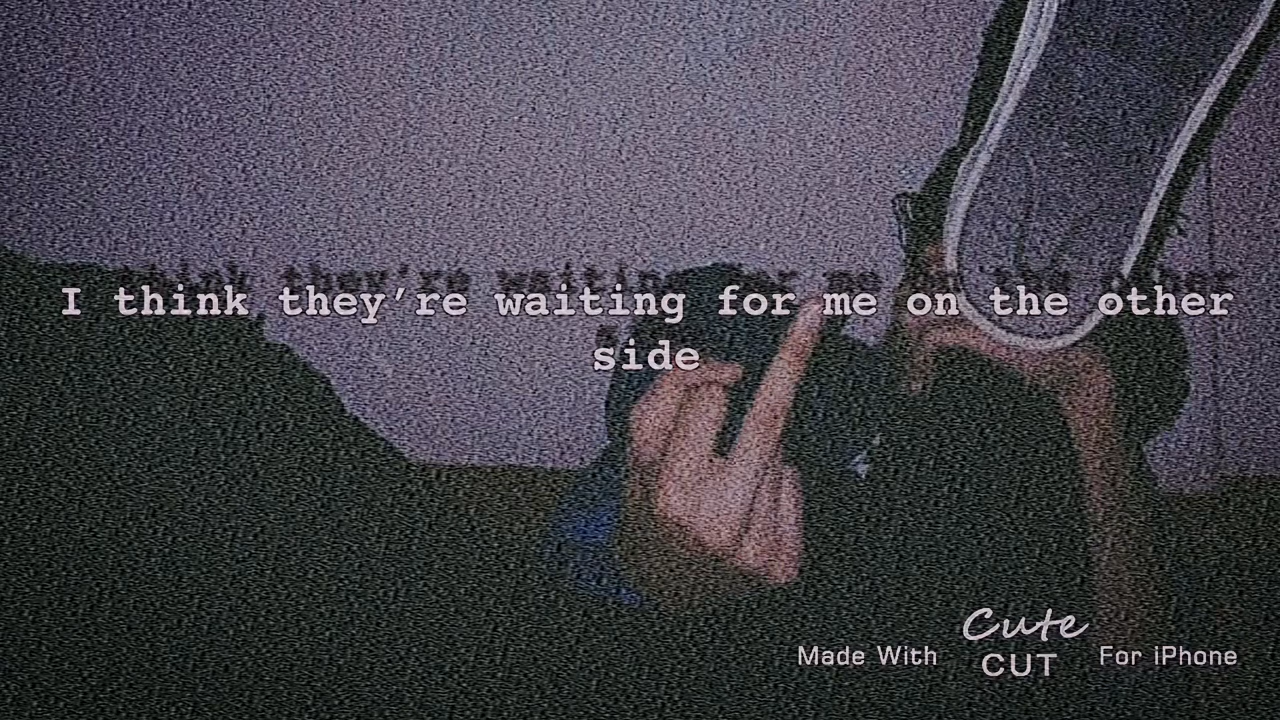 I think they're waiting for me on the other
side
Cute
Made With CUT For iPhone